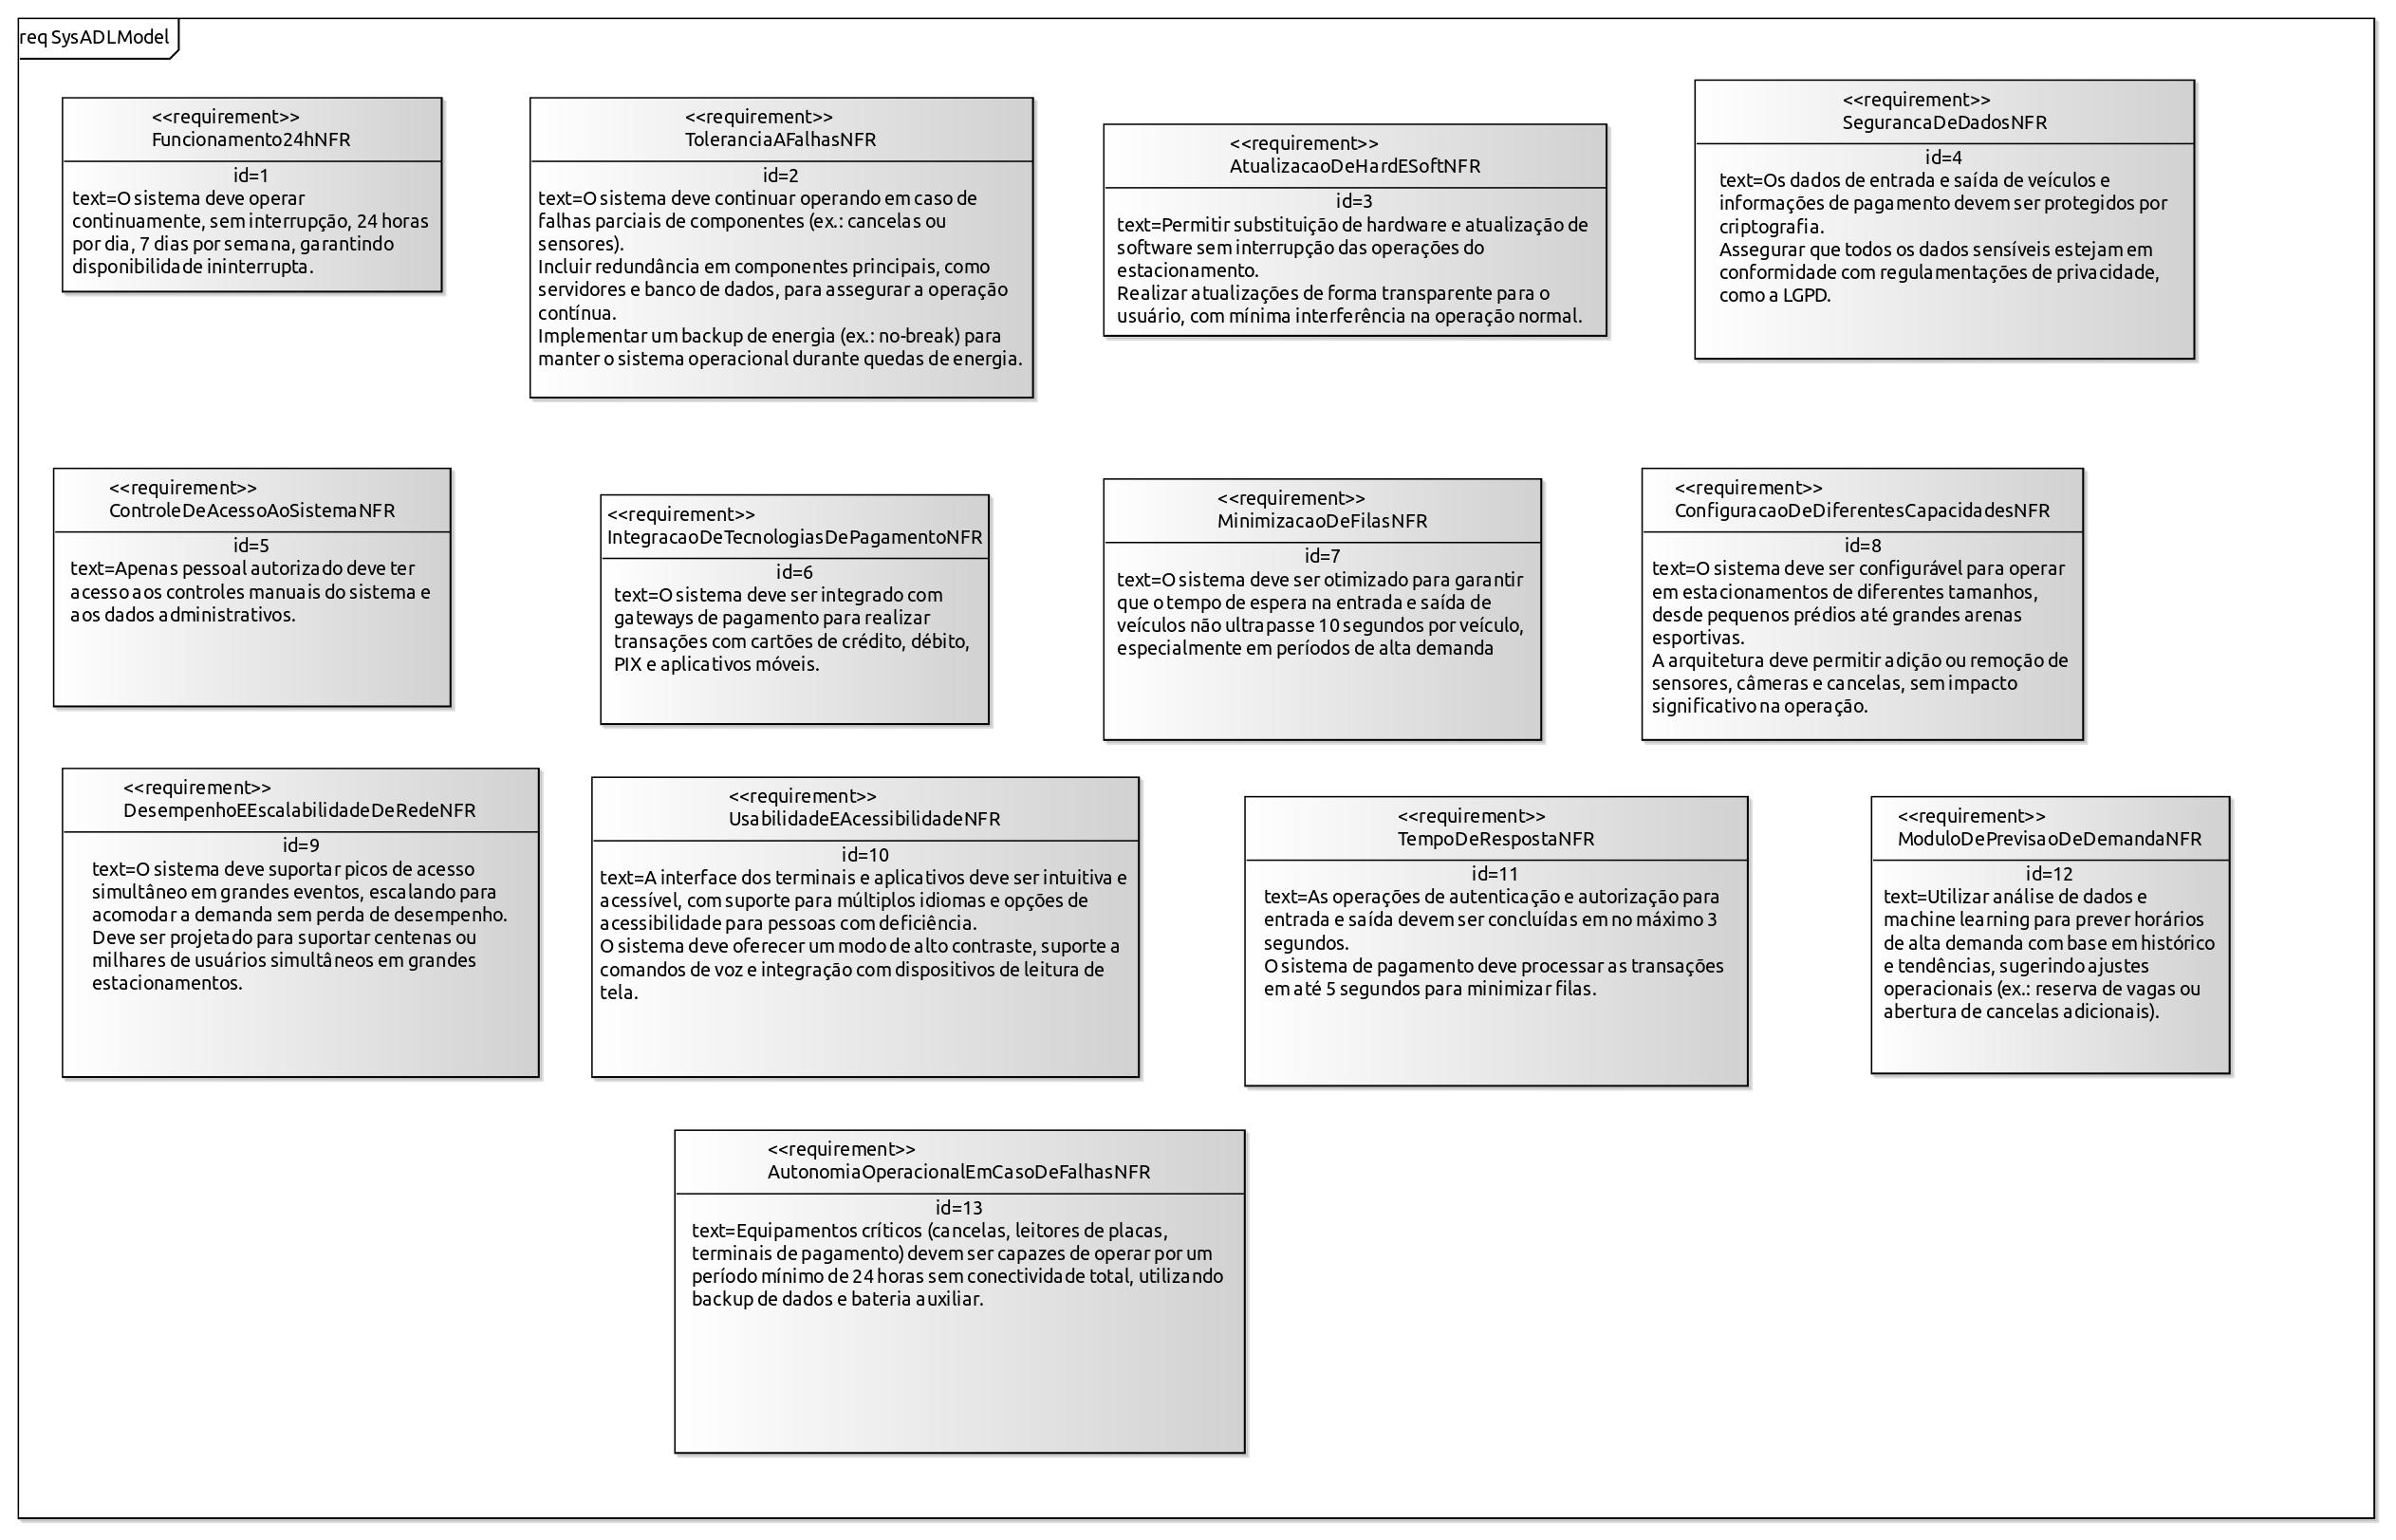 req SysADLModel
<<requirement>>
Funcionamento24hNFR
id=1
text=O sistema deve operar
continuamente, sem interrupção, 24 horas
por dia, 7 dias por semana, garantindo
disponibilidade ininterrupta.
<<requirement>>
ToleranciaAFalhasNFR
id=2
text=O sistema deve continuar operando em caso de
falhas parciais de componentes (ex.: cancelas ou
sensores).
Incluir redundância em componentes principais, como
servidores e banco de dados, para assegurar a operação
contínua.
Implementar um backup de energia (ex.: no-break) para
manter o sistema operacional durante quedas de energia.
<<requirement>>
AtualizacaoDeHardESoftNFR
id=3
text=Permitir substituição de hardware e atualização de
software sem interrupção das operações do
estacionamento.
Realizar atualizações de forma transparente para o
usuário, com mínima interferência na operação normal.
<<requirement>>
SegurancaDeDadosNFR
id=4
text=Os dados de entrada e saída de veículos e
informações de pagamento devem ser protegidos por
criptografia.
Assegurar que todos os dados sensíveis estejam em
conformidade com regulamentações de privacidade,
como a LGPD.
<<requirement>>
ControleDeAcessoAoSistemaNFR
id=5
text=Apenas pessoal autorizado deve ter
acesso aos controles manuais do sistema e
aos dados administrativos.
<<requirement>>
IntegracaoDeTecnologiasDePagamentoNFR
id=6
text=O sistema deve ser integrado com
gateways de pagamento para realizar
transações com cartões de crédito, débito,
PIX e aplicativos móveis.
<<requirement>>
MinimizacaoDeFilasNFR
id=7
text=O sistema deve ser otimizado para garantir
que o tempo de espera na entrada e saída de
veículos não ultrapasse 10 segundos por veículo,
especialmente em períodos de alta demanda
<<requirement>>
ConfiguracaoDeDiferentesCapacidadesNFR
id=8
text=O sistema deve ser configurável para operar
em estacionamentos de diferentes tamanhos,
desde pequenos prédios até grandes arenas
esportivas.
A arquitetura deve permitir adição ou remoção de
sensores, câmeras e cancelas, sem impacto
significativo na operação.
<<requirement>>
DesempenhoEEscalabilidadeDeRedeNFR
id=9
text=O sistema deve suportar picos de acesso
simultâneo em grandes eventos, escalando para
acomodar a demanda sem perda de desempenho.
Deve ser projetado para suportar centenas ou
milhares de usuários simultâneos em grandes
estacionamentos.
<<requirement>>
UsabilidadeEAcessibilidadeNFR
id=10
text=A interface dos terminais e aplicativos deve ser intuitiva e
acessível, com suporte para múltiplos idiomas e opções de
acessibilidade para pessoas com deficiência.
O sistema deve oferecer um modo de alto contraste, suporte a
comandos de voz e integração com dispositivos de leitura de
tela.
<<requirement>>
TempoDeRespostaNFR
id=11
text=As operações de autenticação e autorização para
entrada e saída devem ser concluídas em no máximo 3
segundos.
O sistema de pagamento deve processar as transações
em até 5 segundos para minimizar filas.
<<requirement>>
ModuloDePrevisaoDeDemandaNFR
id=12
text=Utilizar análise de dados e
machine learning para prever horários
de alta demanda com base em histórico
e tendências, sugerindo ajustes
operacionais (ex.: reserva de vagas ou
abertura de cancelas adicionais).
<<requirement>>
AutonomiaOperacionalEmCasoDeFalhasNFR
id=13
text=Equipamentos críticos (cancelas, leitores de placas,
terminais de pagamento) devem ser capazes de operar por um
período mínimo de 24 horas sem conectividade total, utilizando
backup de dados e bateria auxiliar.